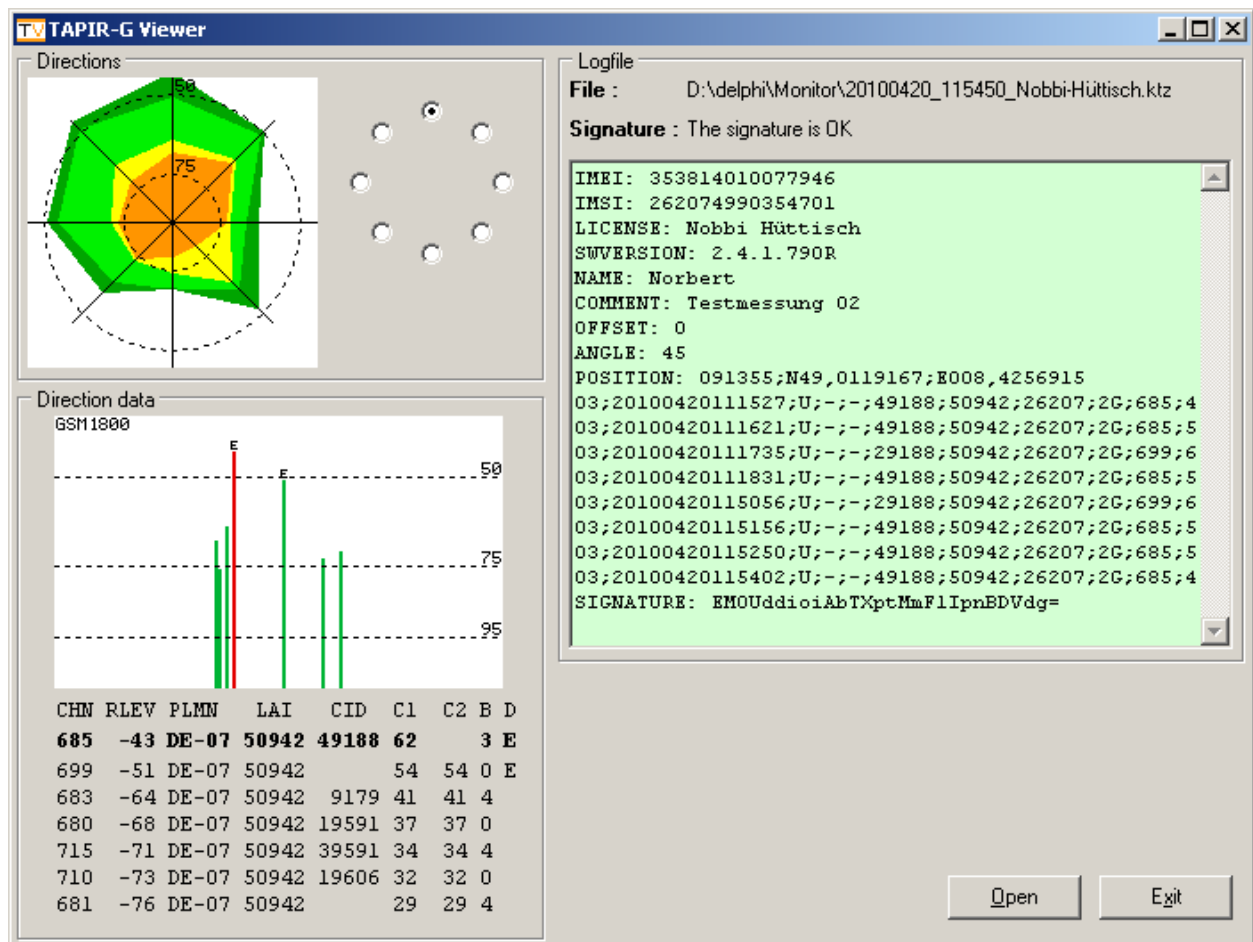 TV TAPIR-G Viewer
Directions
50
75
Direction data
GSM1800
E
E
50
75
95
CHN RLEV PLMN LAI CID C1 C2 B D
685 -43 DE-07 50942 49188 62 3 E
699 -51 DE-07 50942 54 54 0 E
683 -64 DE-07 50942 9179 41 41 4
680 -68 DE-07 50942 19591 37 37 0
715 -71 DE-07 50942 39591 34 34 4
710 -73 DE-07 50942 19606 32 32 0
681 -76 DE-07 50942 29 29 4
Logfile
File : D:\delphi\Monitor\20100420_115450_Nobbi-Hüttisch.ktz
Signature : The signature is OK
IMEI: 353814010077946
IMSI: 262074990354701
LICENSE: Nobbi Hüttisch
SWVERSION: 2.4.1.790R
NAME: Norbert
COMMENT: Testmessung 02
OFFSET: 0
ANGLE: 45
POSITION: 091355;N49,0119167;E008,4256915
03;20100420111527;U;-;-;49188;50942;26207;2G;685;4
03;20100420111621;U;-;-;49188;50942;26207;2G;685;5
03;20100420111735;U;-;-;29188;50942;26207;2G;699;6
03;20100420111831;U;-;-;49188;50942;26207;2G;685;5
03;20100420115056;U;-;-;29188;50942;26207;2G;699;6
03;20100420115156;U;-;-;49188;50942;26207;2G;685;5
03;20100420115250;U;-;-;49188;50942;26207;2G;685;5
03;20100420115402;U;-;-;49188;50942;26207;2G;685;4
SIGNATURE: EMOUddioiAbTXptMmFlIpnBDVdg=
Open
Exit